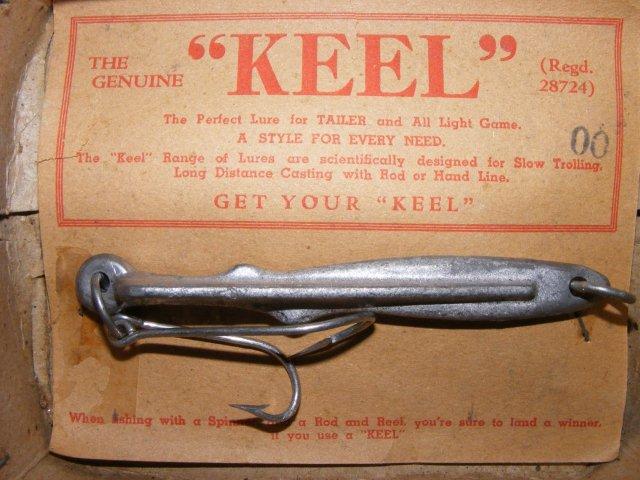 THE GENUINE "KEEL" (Regd. 28724)
The Perfect Lure for TAILER and All Light Game.
A STYLE FOR EVERY NEED.
00
The "Keel" Range of Lures are scientifically designed for Slow Trolling,
Long Distance Casting with Rod or Hand Line.
GET YOUR "KEEL"
When fishing with a a Rod and Reel, you're sure to land a winner,
if you use a "KEEL"